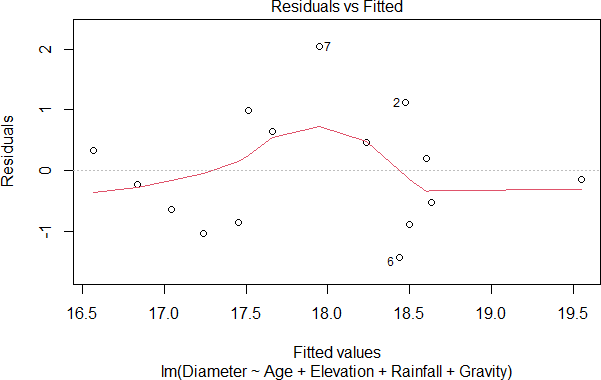 Residuals vs Fitted
2
1
0
-1
Residuals
7
2
6
16.5 17.0 17.5 18.0 18.5 19.0 19.5
Fitted values
lm(Diameter ~ Age + Elevation + Rainfall + Gravity)